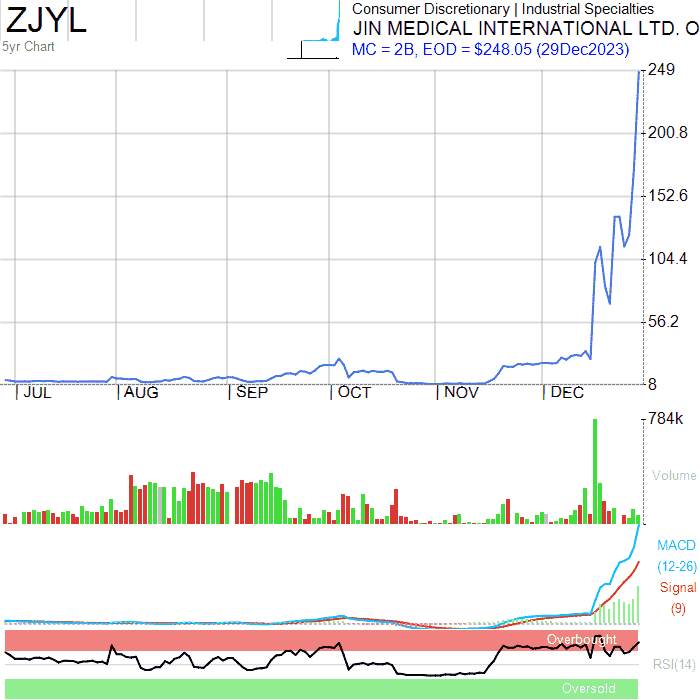 ZJYL
5yr Chart
Consumer Discretionary | Industrial Specialties
JIN MEDICAL INTERNATIONAL LTD. O
MC = 2B, EOD = $248.05 (29Dec2023)
249
200.8
152.6
104.4
56.2
8
JUL
AUG
SEP
OCT
NOV
DEC
784k
Volume
MACD
(12-26)
Signal
(9)
Overbought
RSI(14)
Oversold